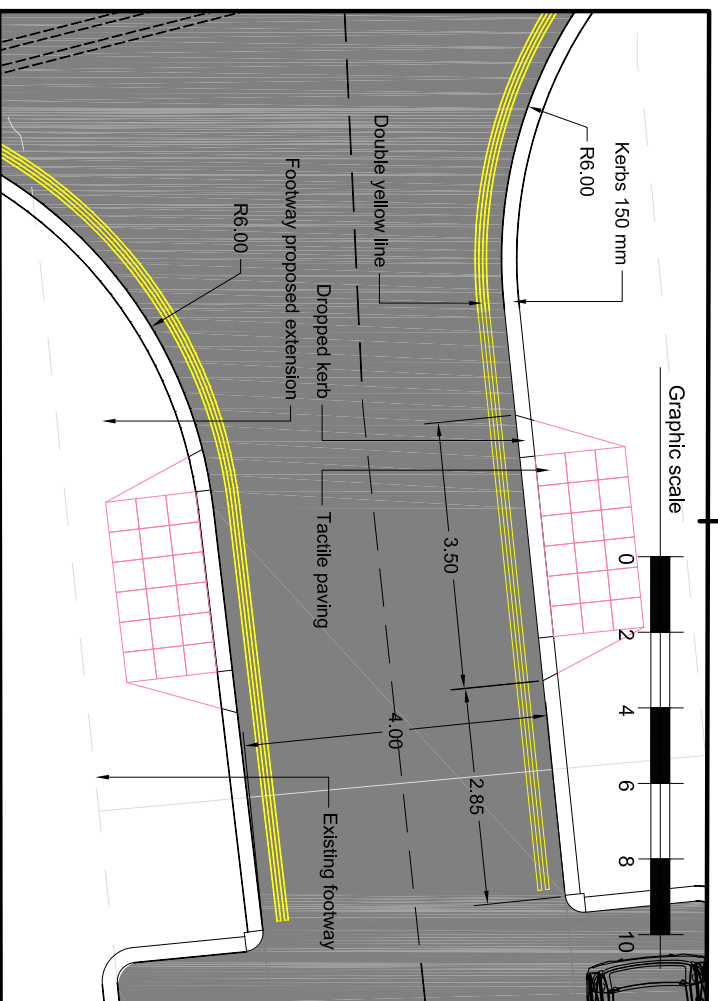 Graphic scale
0 2 4 6 8 10
Kerbs 150 mm
R6.00
Double yellow line
Dropped kerb
Tactile paving
3.50
2.85
4.00
R6.00
Footway proposed extension
Existing footway